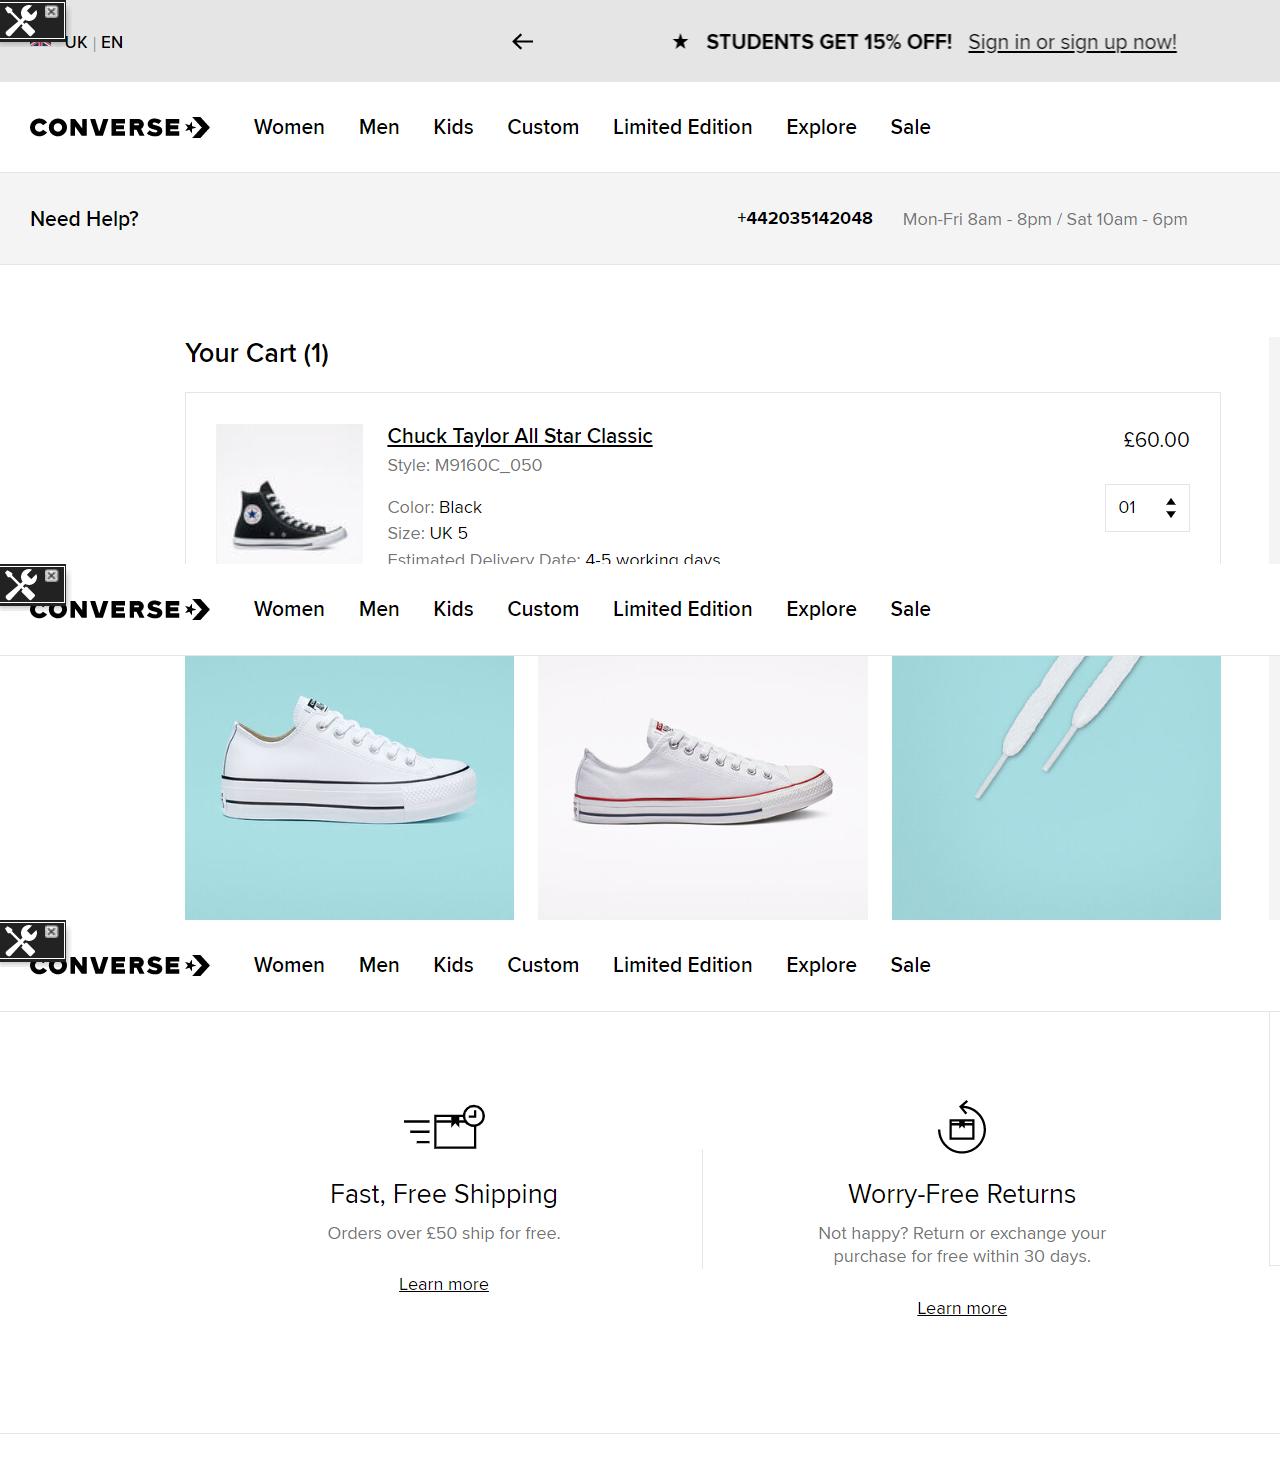 UK | EN
★ STUDENTS GET 15% OFF! Sign in or sign up now!
CONVERSE Women Men Kids Custom Limited Edition Explore Sale
Need Help? +442035142048 Mon-Fri 8am - 8pm / Sat 10am - 6pm
Your Cart (1)
Chuck Taylor All Star Classic £60.00
Style: M9160C_050
Color: Black 01
Size: UK 5
Estimated Delivery Date: 4-5 working days
CONVERSE Women Men Kids Custom Limited Edition Explore Sale
CONVERSE Women Men Kids Custom Limited Edition Explore Sale
Fast, Free Shipping
Orders over £50 ship for free.
Learn more
Worry-Free Returns
Not happy? Return or exchange your
purchase for free within 30 days.
Learn more